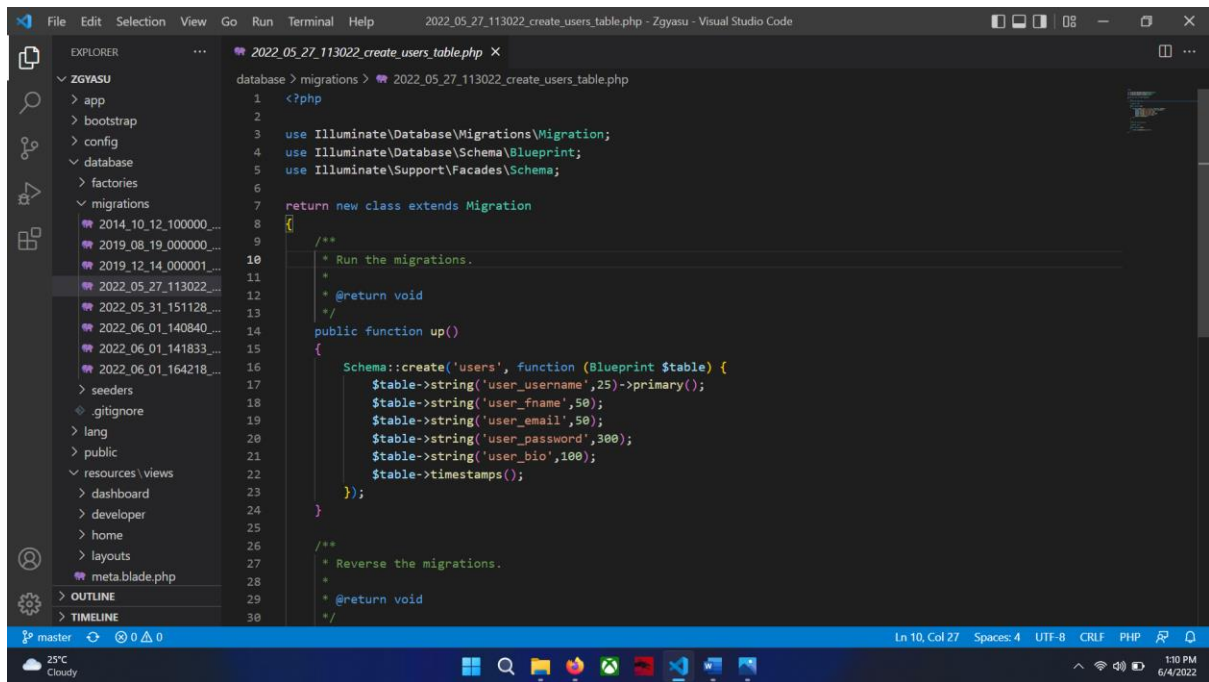 File Edit Selection View Go Run Terminal Help 2022_05_27_113022_create_users_table.php - Zgyasu - Visual Studio Code
EXPLORER ...
ZGYASU
> app
> bootstrap
> config
database
> factories
migrations
2014_10_12_100000_...
2019_08_19_000000_...
2019_12_14_000001_...
2022_05_27_113022_...
2022_05_31_151128_...
2022_06_01_140840_...
2022_06_01_141833_...
2022_06_01_164218_...
> seeders
.gitignore
> lang
> public
resources\views
> dashboard
> developer
> home
> layouts
meta.blade.php
> OUTLINE
> TIMELINE
2022_05_27_113022_create_users_table.php
database > migrations > 2022_05_27_113022_create_users_table.php
1 <?php
2
3 use Illuminate\Database\Migrations\Migration;
4 use Illuminate\Database\Schema\Blueprint;
5 use Illuminate\Support\Facades\Schema;
6
7 return new class extends Migration
8 {
9 /**
10 * Run the migrations.
11 *
12 * @return void
13 */
14 public function up()
15 {
16 Schema::create('users', function (Blueprint $table) {
17 $table->string('user_username',25)->primary();
18 $table->string('user_fname',50);
19 $table->string('user_email',50);
20 $table->string('user_password',300);
21 $table->string('user_bio',100);
22 $table->timestamps();
23 });
24 }
25
26 /**
27 * Reverse the migrations.
28 *
29 * @return void
30 */
master 0 0 Ln 10, Col 27 Spaces: 4 UTF-8 CRLF PHP
25°C
Cloudy
1:10 PM
6/4/2022